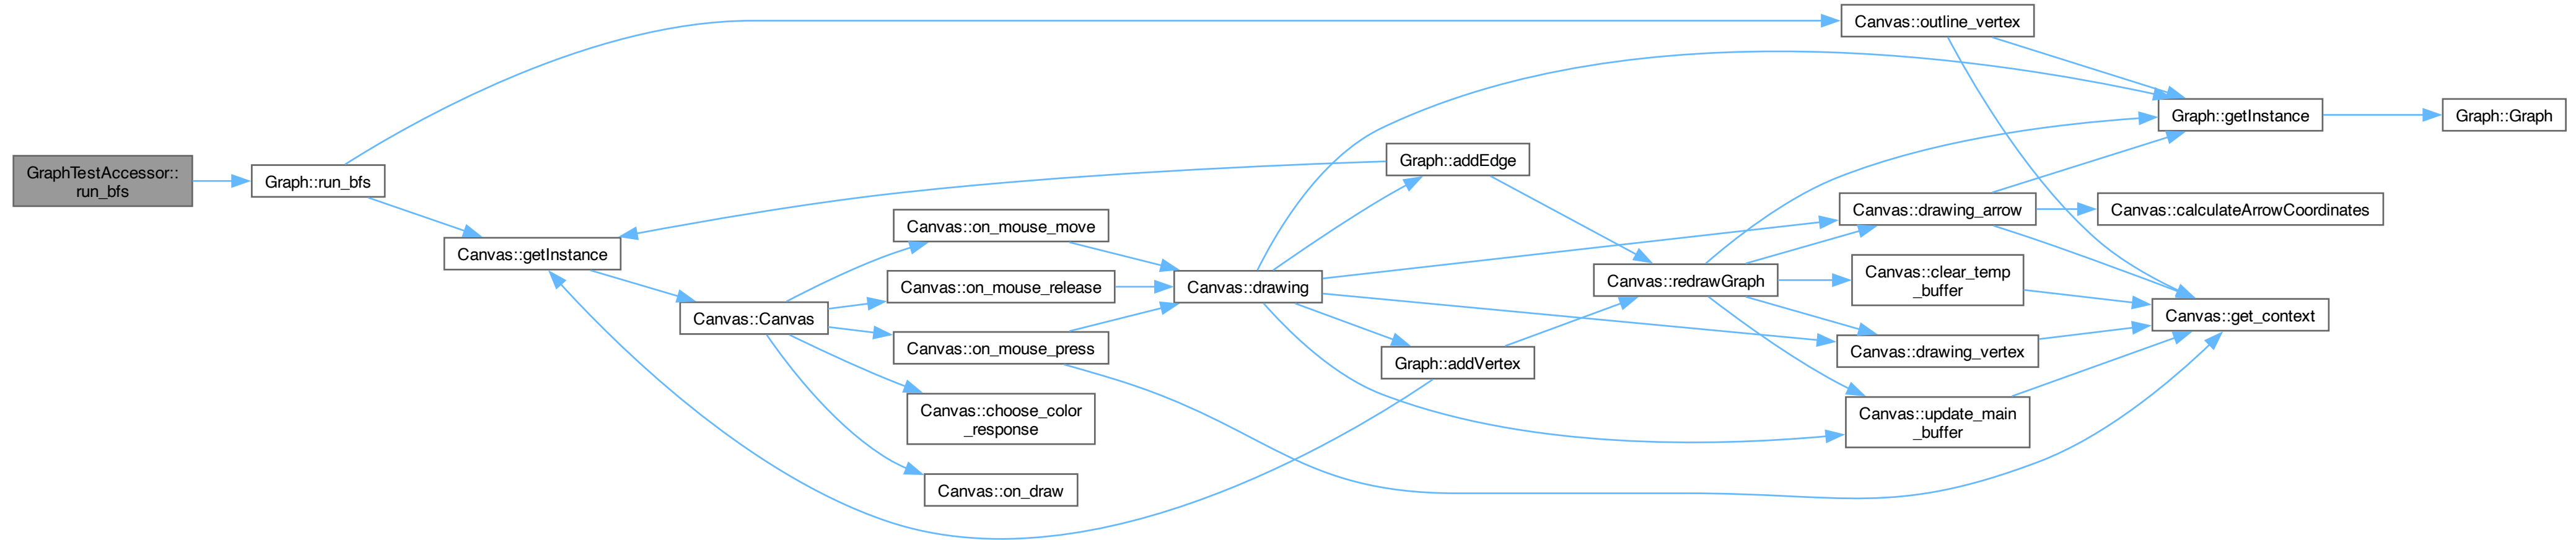 GraphTestAccessor::
run_bfs
Graph::run_bfs
Canvas::getInstance
Canvas::Canvas
Canvas::on_mouse_move
Canvas::on_mouse_release
Canvas::on_mouse_press
Canvas::choose_color
_response
Canvas::on_draw
Canvas::drawing
Graph::addEdge
Graph::addVertex
Canvas::redrawGraph
Canvas::outline_vertex
Canvas::drawing_arrow
Canvas::clear_temp
_buffer
Canvas::drawing_vertex
Canvas::update_main
_buffer
Graph::getInstance
Canvas::calculateArrowCoordinates
Canvas::get_context
Graph::Graph